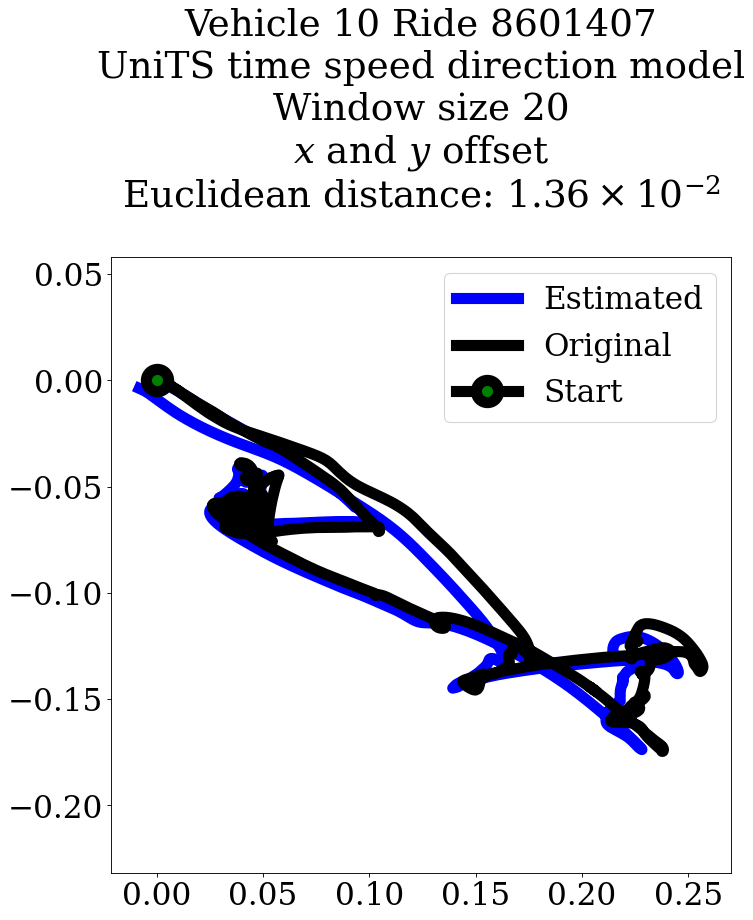 Vehicle 10 Ride 8601407
UniTS time speed direction model
Window size 20
x and y offset
Euclidean distance: 1.36 × 10⁻²
Estimated
Original
Start
0.05
0.00
−0.05
−0.10
−0.15
−0.20
0.00 0.05 0.10 0.15 0.20 0.25